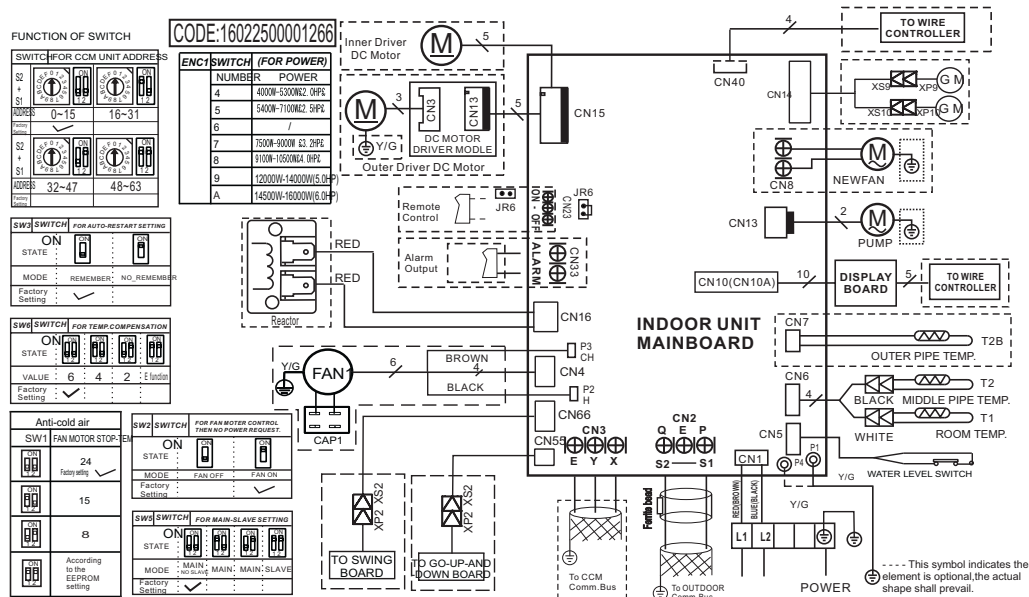 FUNCTION OF SWITCH
SWITCH FOR CCM UNIT ADDRESS
S2
+
S1
ON
1 2
ON
1 2
ADDRESS 0~15 16~31
Factory
Setting
S2
+
S1
ON
1 2
ON
1 2
ADDRESS 32~47 48~63
Factory
Setting
CODE:16022500001266
ENC1 SWITCH (FOR POWER)
NUMBER POWER
4 4000W-5300W&2.0HP&
5 5400W-7100W&2.5HP&
6 /
7 7500W-9000W &3.2HP&
8 9100W-10500W&4.0HP&
9 12000W-14000W(5.0HP)
A 14500W-16000W(6.0HP)
SW3 SWITCH FOR AUTO-RESTART SETTING
ON
STATE
MODE REMEMBER NO_REMEMBER
Factory
Setting
SW6 SWITCH FOR TEMP.COMPENSATION
ON
STATE
VALUE 6 4 2 E function
Factory
Setting
Anti-cold air
SW1 FAN MOTOR STOP-TEM
24
Factory setting
15
8
According
to the
EEPROM
setting
SW2 SWITCH FOR FAN MOTER CONTROL
THEN NO POWER REQUEST.
ON
STATE
MODE FAN OFF FAN ON
Factory
Setting
SW5 SWITCH FOR MAIN-SLAVE SETTING
ON
STATE
MODE MAIN NO SLAVE MAIN MAIN SLAVE
Factory
Setting
Inner Driver
DC Motor
M
5
M
3
CN3
CN13
5
CN15
Y/G
DC MOTOR
DRIVER MODLE
Outer Driver DC Motor
Remote
Control
JR6
ON - OFF
CN23
JR6
Alarm
Output
ALARM
CN33
RED
RED
Reactor
CN16
Y/G
FAN1
6
BROWN
4
BLACK
P3
CH
CN4
P2
H
CAP1
CN66
CN55
XP2 XS2
XP2 XS2
TO SWING
BOARD
TO GO-UP-AND
DOWN BOARD
CN3
E Y X
CN2
Q E P
S2 S1
Ferrite bead
To CCM
Comm.Bus
To OUTDOOR
Comm.Bus
INDOOR UNIT
MAINBOARD
CN40
4
TO WIRE
CONTROLLER
CN14
XS9 XP9 G M
XS10 XP10 G M
CN8
M
NEWFAN
CN13
2
M
PUMP
CN10(CN10A)
10
DISPLAY
BOARD
5
TO WIRE
CONTROLLER
CN7
T2B
OUTER PIPE TEMP.
CN6
4
T2
BLACK MIDDLE PIPE TEMP.
T1
WHITE ROOM TEMP.
CN5
WATER LEVEL SWITCH
CN1
P4
P1
Y/G
Y/G
RED(BROWN)
BLUE(BLACK)
L1 L2
POWER
- - - - This symbol indicates the
element is optional,the actual
shape shall prevail.